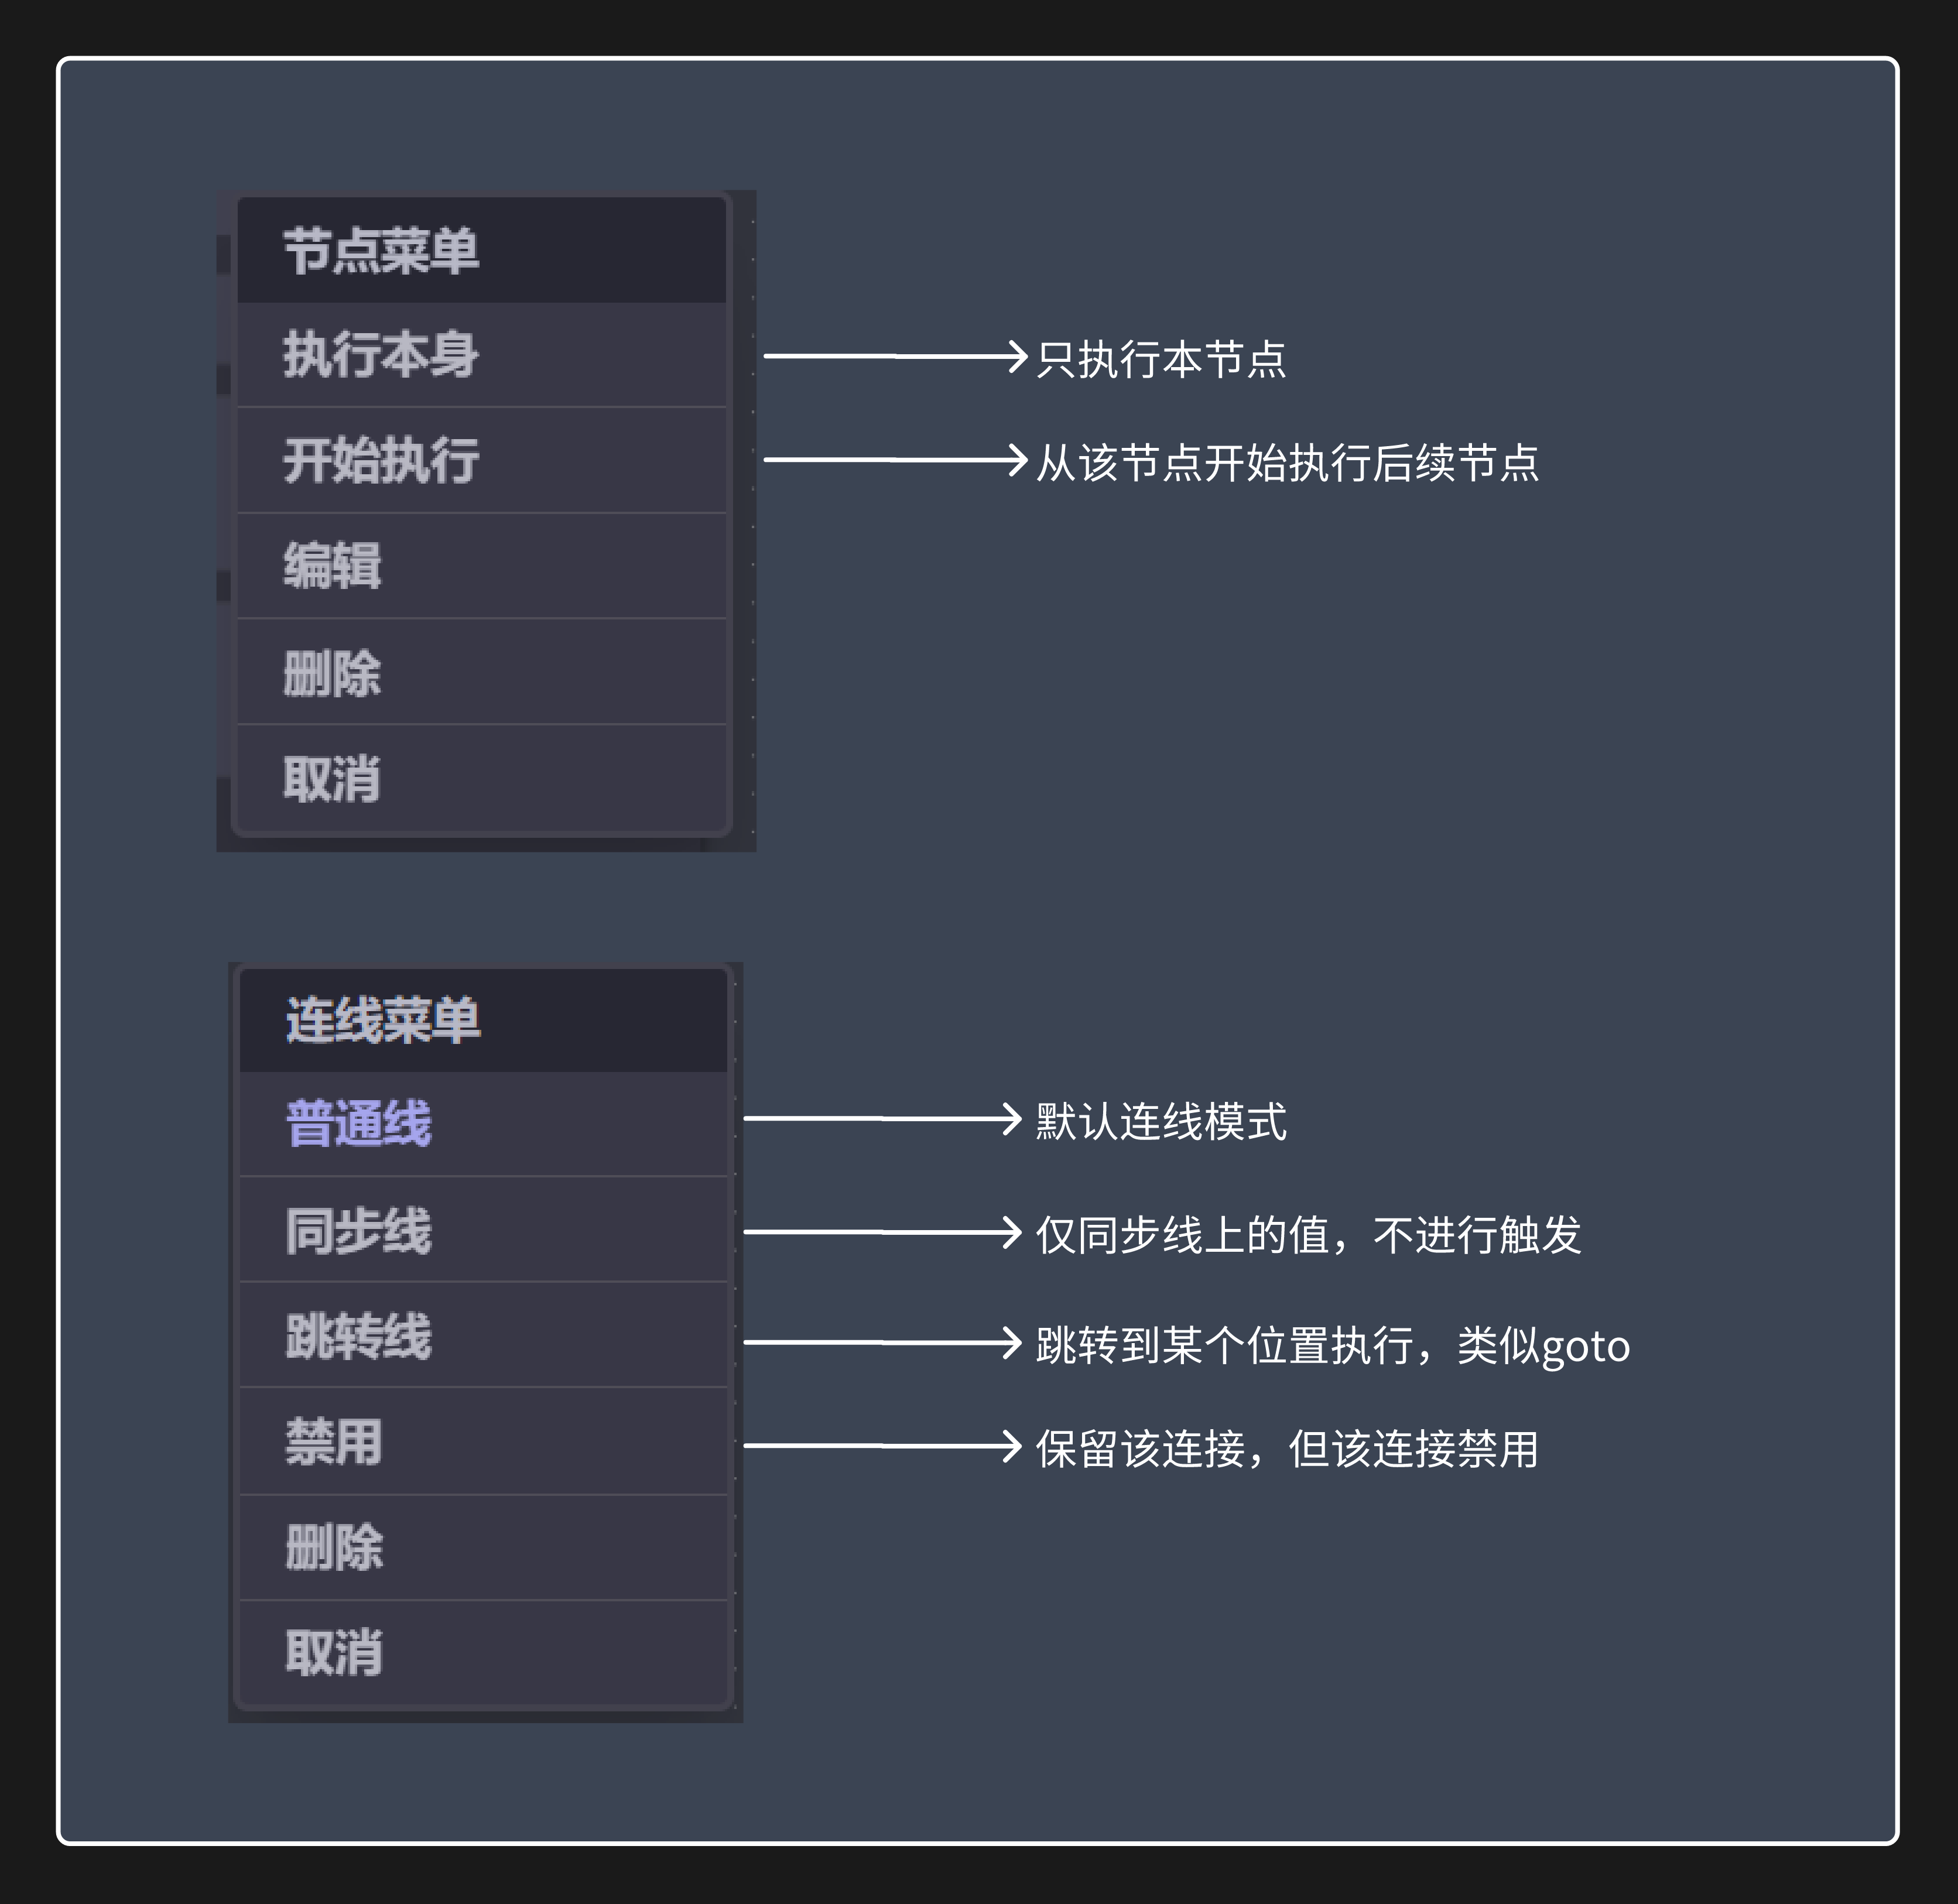 节点菜单
执行本身
只执行本节点
开始执行
从该节点开始执行后续节点
编辑
删除
取消
连线菜单
普通线
默认连线模式
同步线
仅同步线上的值，不进行触发
跳转线
跳转到某个位置执行，类似goto
禁用
保留该连接，但该连接禁用
删除
取消